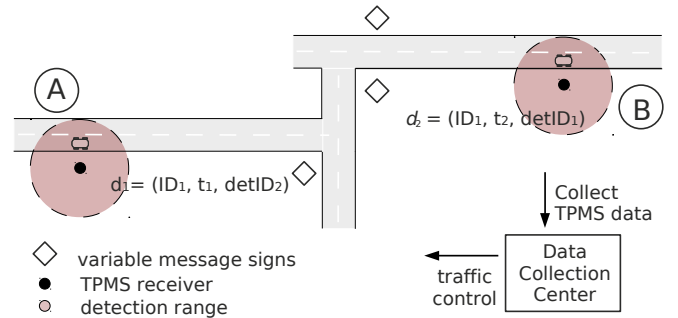 A
B
d₂ = (ID₁, t₂, detID₁)
d₁= (ID₁, t₁, detID₂)
Collect
TPMS data
variable message signs
TPMS receiver
detection range
traffic
control
Data
Collection
Center